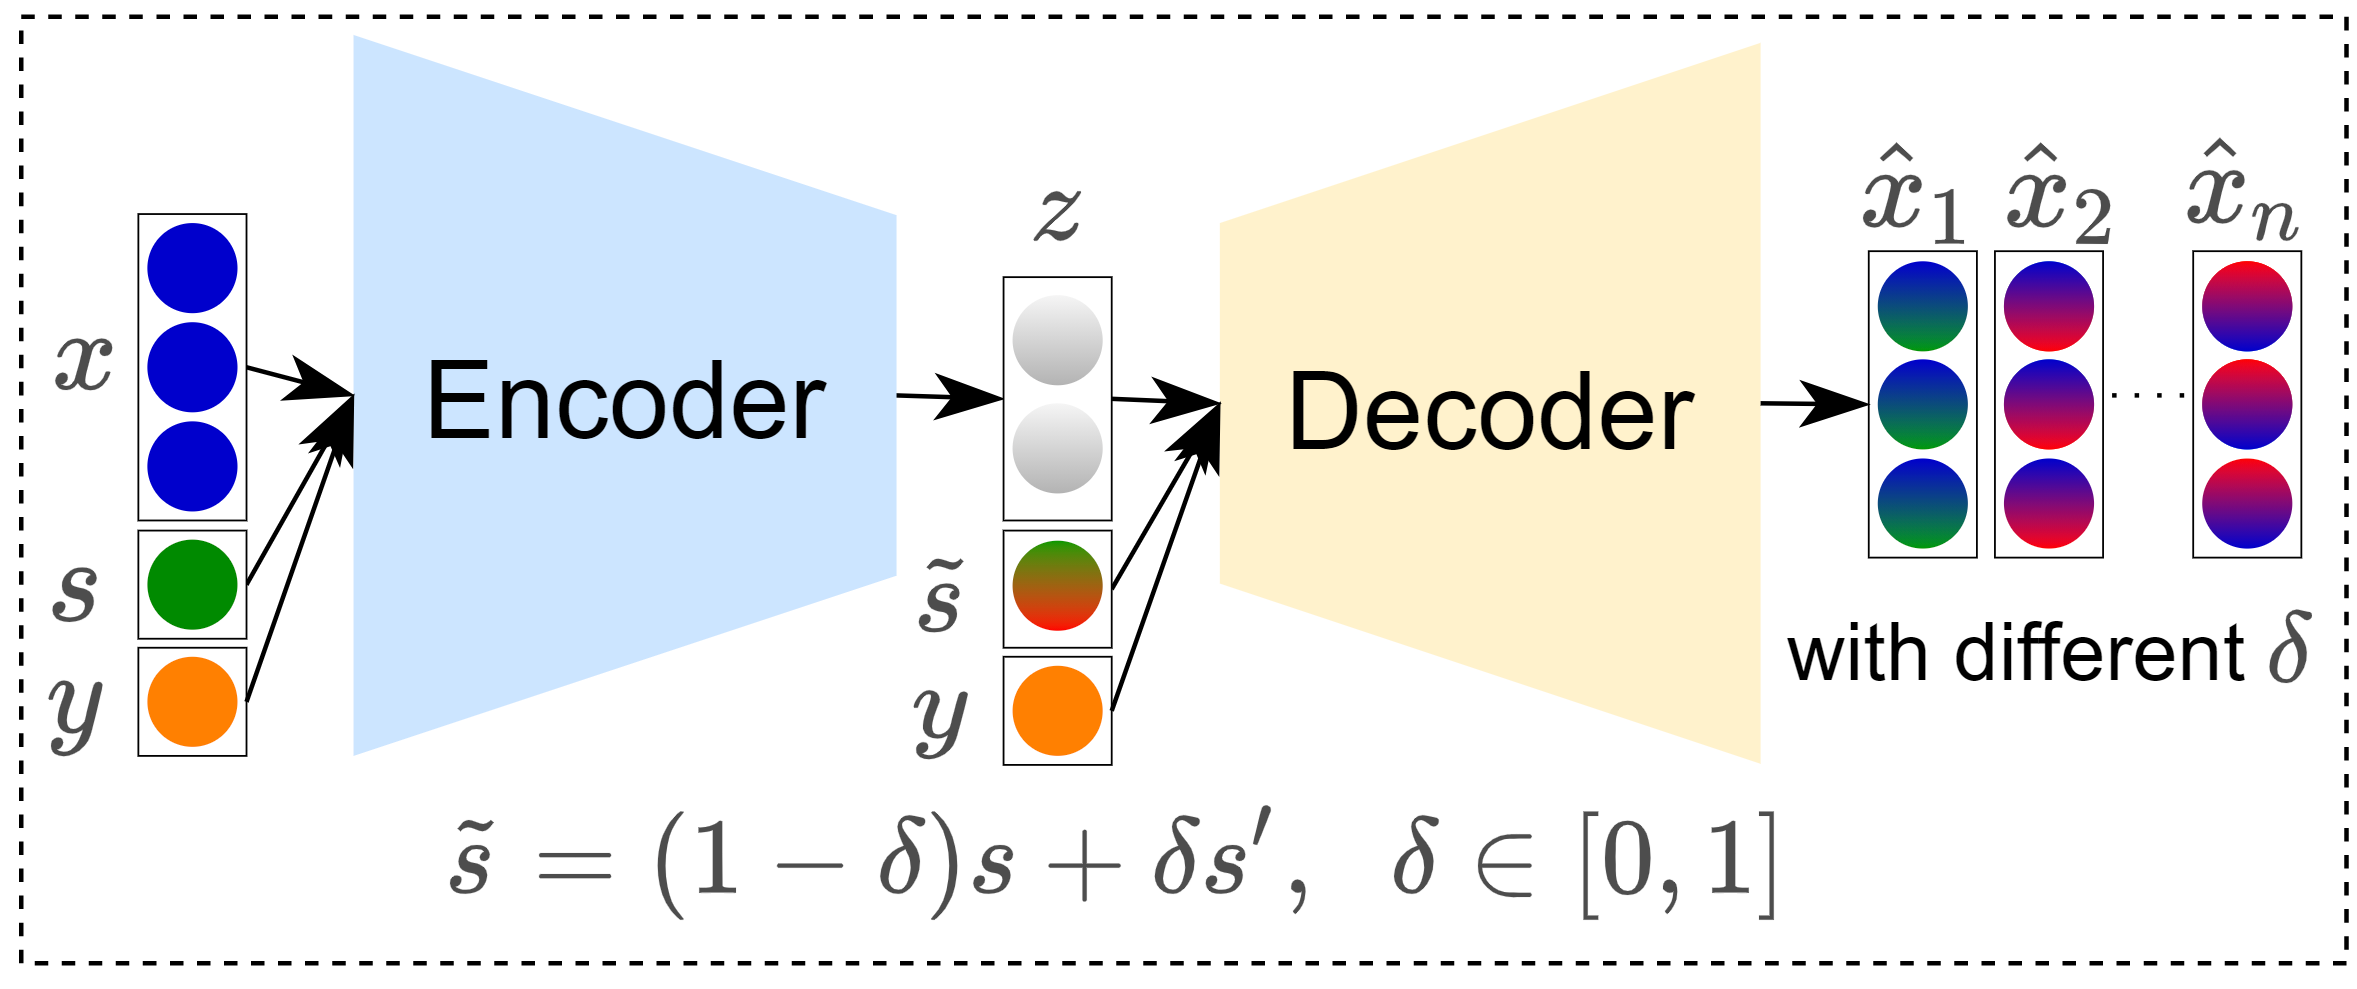 x
s
y
Encoder
z
s̃
y
Decoder
x̂₁ x̂₂ ..... x̂ₙ
with different δ
s̃ = (1 − δ)s + δs′, δ ∈ [0, 1]